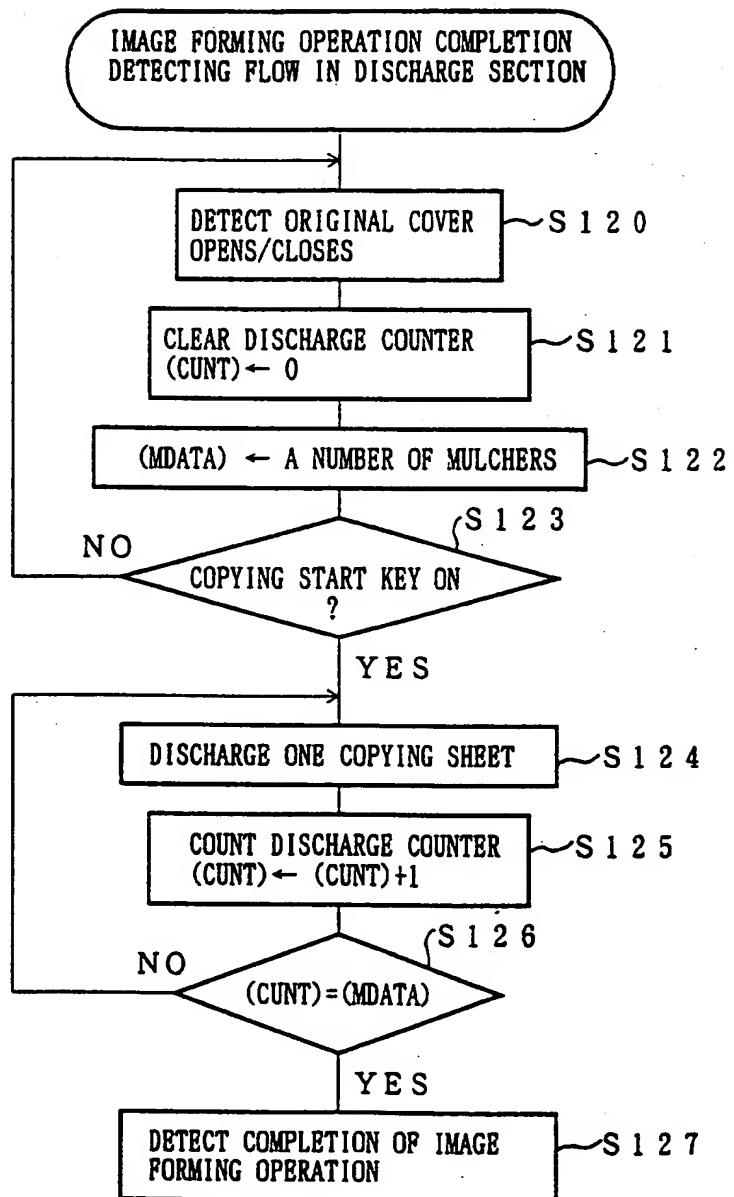 IMAGE FORMING OPERATION COMPLETION
DETECTING FLOW IN DISCHARGE SECTION
DETECT ORIGINAL COVER
OPENS/CLOSES
S120
CLEAR DISCHARGE COUNTER
(CUNT) ← 0
S121
(MDATA) ← A NUMBER OF MULCHERS
S122
S123
NO
COPYING START KEY ON
?
YES
DISCHARGE ONE COPYING SHEET
S124
COUNT DISCHARGE COUNTER
(CUNT) ← (CUNT)+1
S125
S126
NO
(CUNT)=(MDATA)
YES
DETECT COMPLETION OF IMAGE
FORMING OPERATION
S127